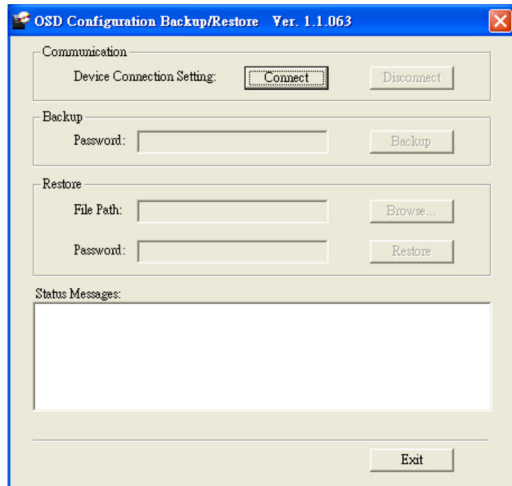 OSD Configuration Backup/Restore Ver. 1.1.063
Communication
Device Connection Setting: Connect Disconnect
Backup
Password: Backup
Restore
File Path: Browse...
Password: Restore
Status Messages:
Exit